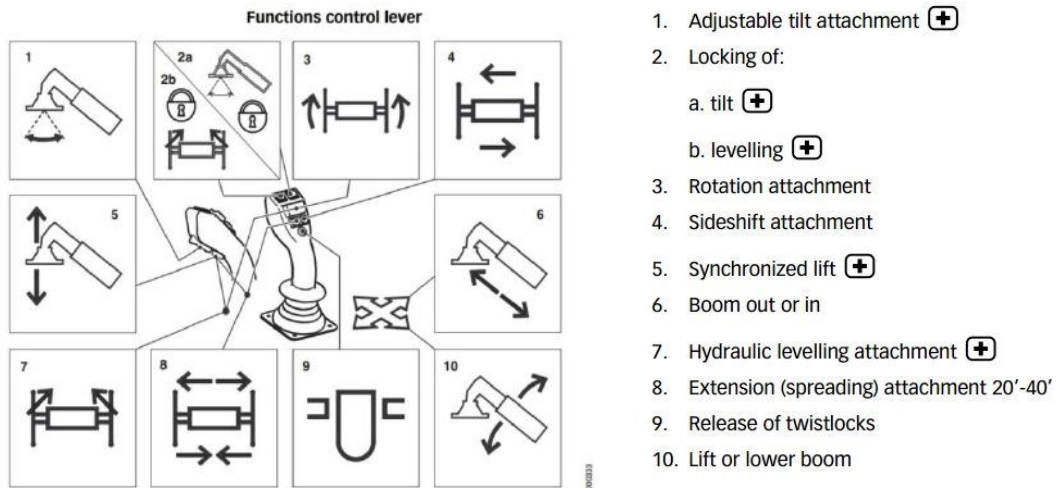 Functions control lever
1
2a
2b
3
4
5
6
7
8
9
10
1. Adjustable tilt attachment
2. Locking of:
a. tilt
b. levelling
3. Rotation attachment
4. Sideshift attachment
5. Synchronized lift
6. Boom out or in
7. Hydraulic levelling attachment
8. Extension (spreading) attachment 20’-40’
9. Release of twistlocks
10. Lift or lower boom